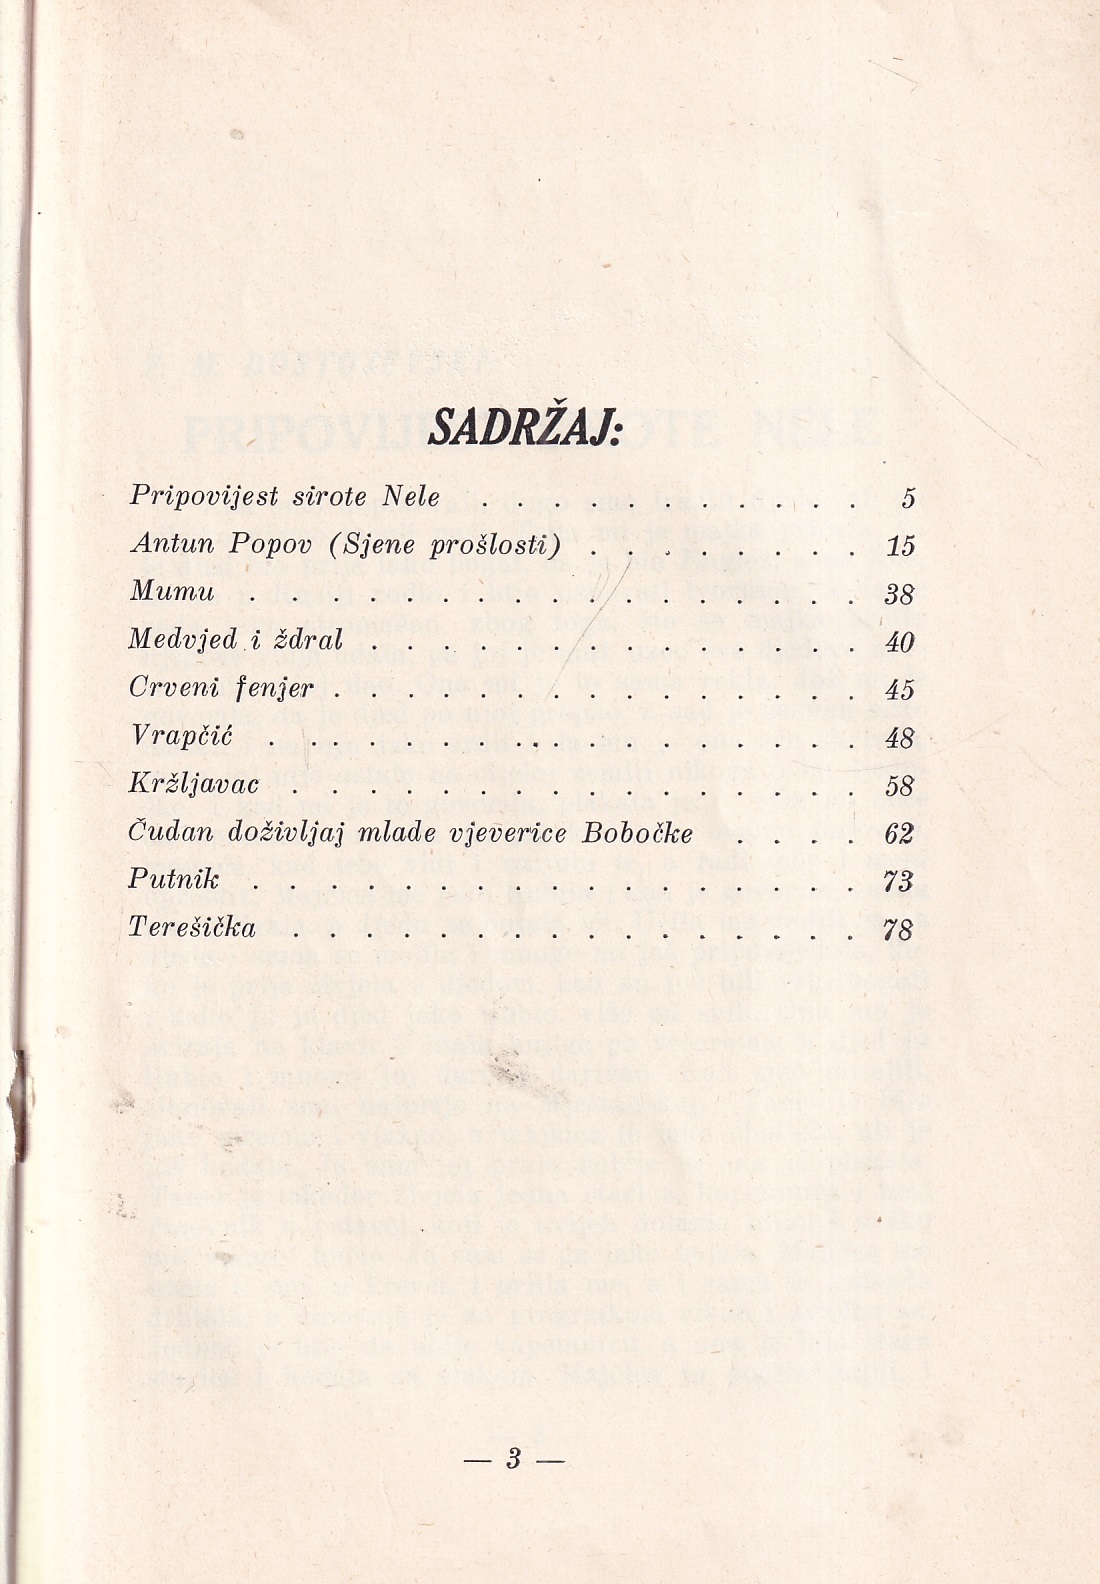 SADRŽAJ:
Pripovijest sirote Nele . . . . . . . . . . . 5
Antun Popov (Sjene prošlosti) . . . . . . . . 15
Mumu . . . . . . . . . . . . . . . . 38
Medvjed i ždral . . . . . . . . . . . . . 40
Crveni fenjer . . . . . . . . . . . . . . 45
Vrapčić . . . . . . . . . . . . . . . . 48
Kržljavac . . . . . . . . . . . . . . . 58
Čudan doživljaj mlade vjeverice Bobočke . . . . 62
Putnik . . . . . . . . . . . . . . . . 73
Terešička . . . . . . . . . . . . . . . 78
— 3 —